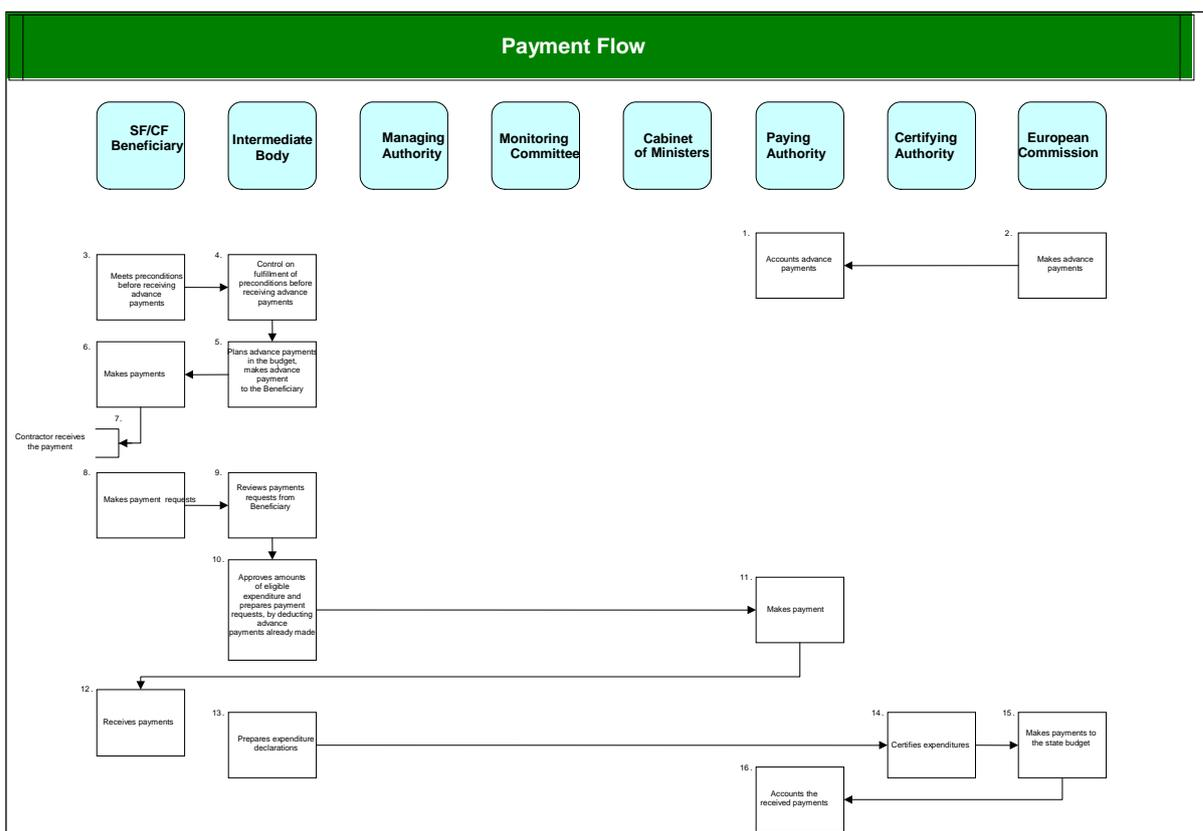 Payment Flow
SF/CF
Beneficiary
Intermediate
Body
Managing
Authority
Monitoring
Committee
Cabinet
of Ministers
Paying
Authority
Certifying
Authority
European
Commission
1.
Accounts advance
payments
2.
Makes advance
payments
3.
Meets preconditions
before receiving
advance
payments
4.
Control on
fulfillment of
preconditions before
receiving advance
payments
5.
Plans advance payments
in the budget,
makes advance
payment
to the Beneficiary
6.
Makes payments
7.
Contractor receives
the payment
8.
Makes payment requests
9.
Reviews payments
requests from
Beneficiary
10.
Approves amounts
of eligible
expenditure and
prepares payment
requests, by deducting
advance
payments already made
11.
Makes payment
12.
Receives payments
13.
Prepares expenditure
declarations
14.
Certifies expenditures
15.
Makes payments to
the state budget
16.
Accounts the
received payments